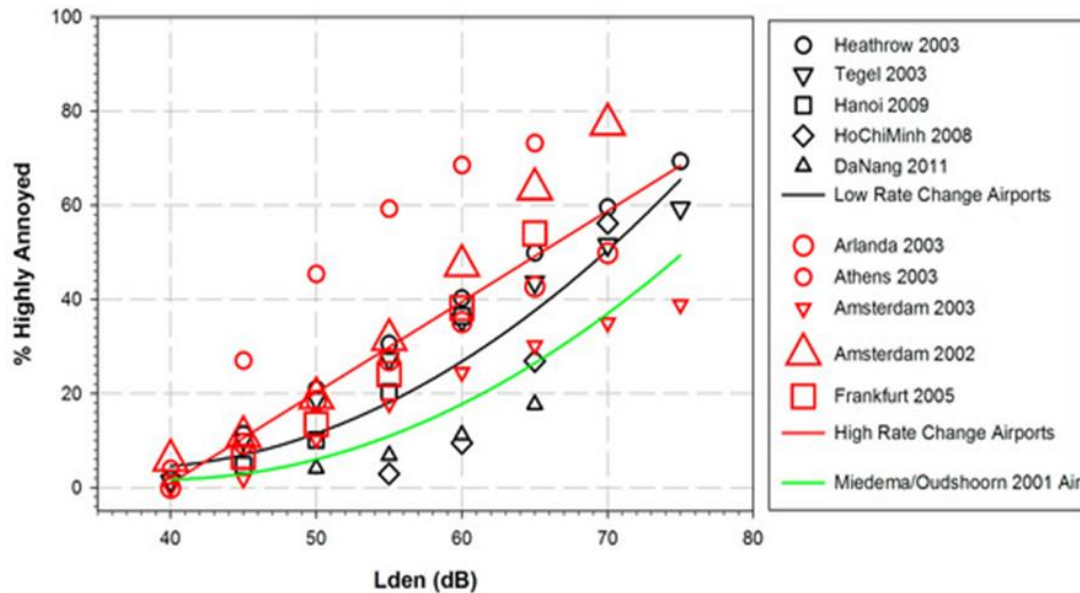 100
80
60
40
20
0
% Highly Annoyed
40
50
60
70
80
Lden (dB)
Heathrow 2003
Tegel 2003
Hanoi 2009
HoChiMinh 2008
DaNang 2011
Low Rate Change Airports
Arlanda 2003
Athens 2003
Amsterdam 2003
Amsterdam 2002
Frankfurt 2005
High Rate Change Airports
Miedema/Oudshoorn 2001 Air